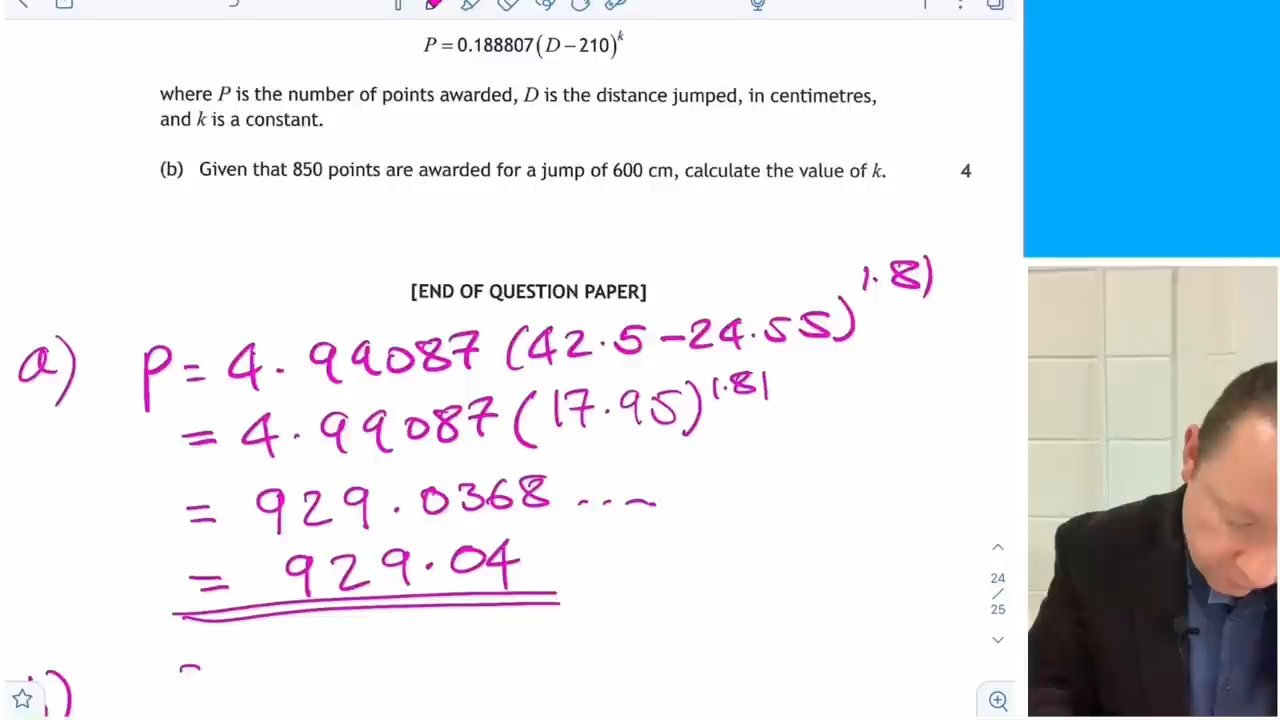 P = 0.188807(D − 210)^k
where P is the number of points awarded, D is the distance jumped, in centimetres,
and k is a constant.
(b) Given that 850 points are awarded for a jump of 600 cm, calculate the value of k. 4
[END OF QUESTION PAPER]
a) P = 4.99087 (42.5 − 24.55)^1.81
= 4.99087 (17.95)^1.81
= 929.0368 ....
= 929.04
24
/
25